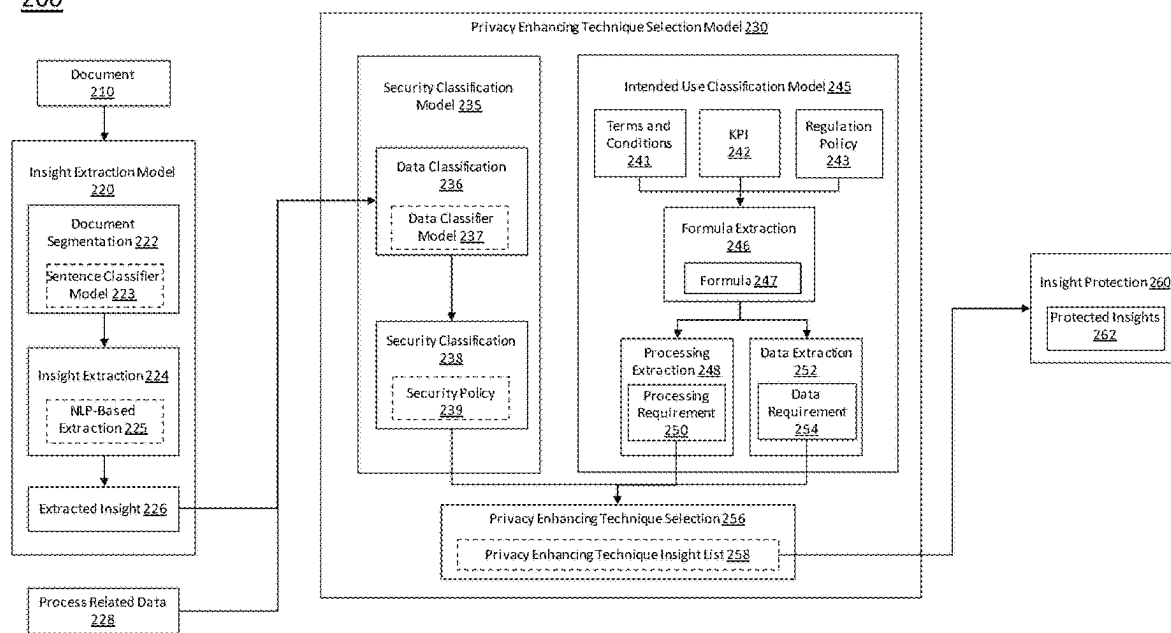 200
Privacy Enhancing Technique Selection Model 230
Document
210
Insight Extraction Model
220
Document
Segmentation 222
Sentence Classifier
Model 223
Insight Extraction 224
NLP-Based
Extraction 225
Extracted Insight 226
Process Related Data
228
Security Classification
Model 235
Data Classification
236
Data Classifier
Model 237
Security Classification
238
Security Policy
239
Intended Use Classification Model 245
Terms and
Conditions
241
KPI
242
Regulation
Policy
243
Formula Extraction
246
Formula 247
Processing
Extraction 248
Processing
Requirement
250
Data Extraction
252
Data
Requirement
254
Privacy Enhancing Technique Selection 256
Privacy Enhancing Technique Insight List 258
Insight Protection 260
Protected Insights
262